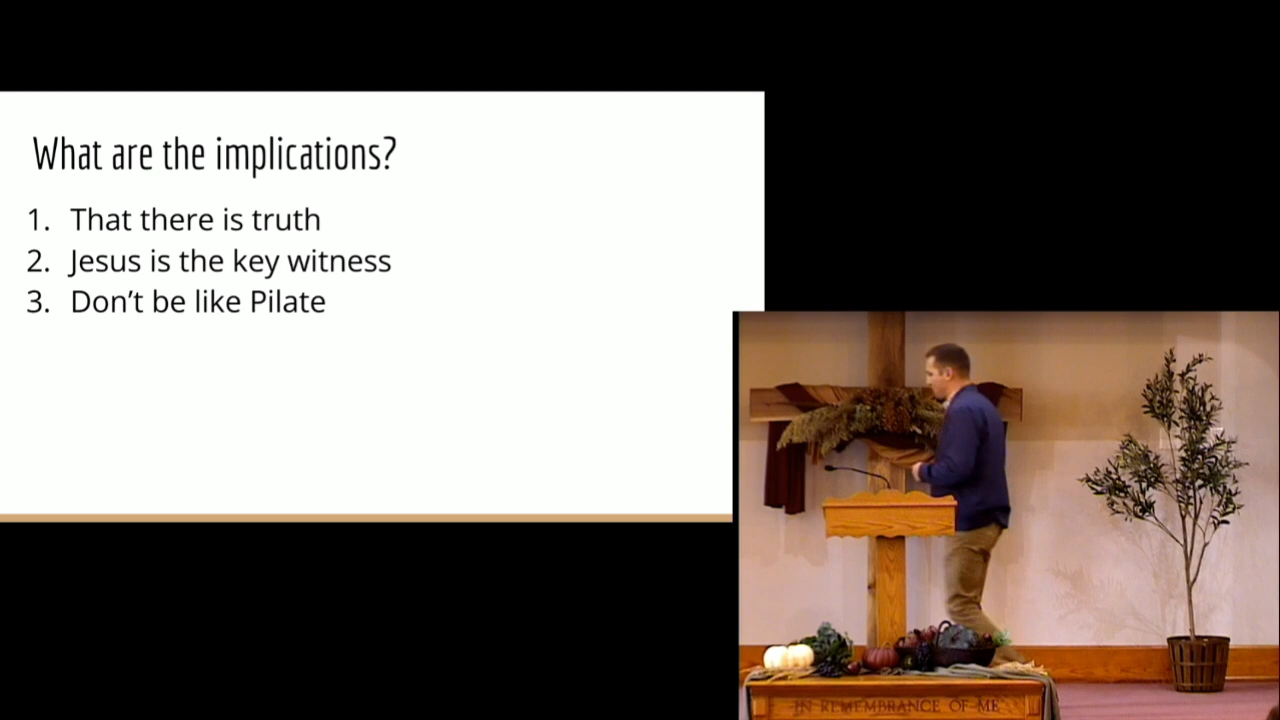 What are the implications?
1. That there is truth
2. Jesus is the key witness
3. Don't be like Pilate
IN REMEMBRANCE OF ME